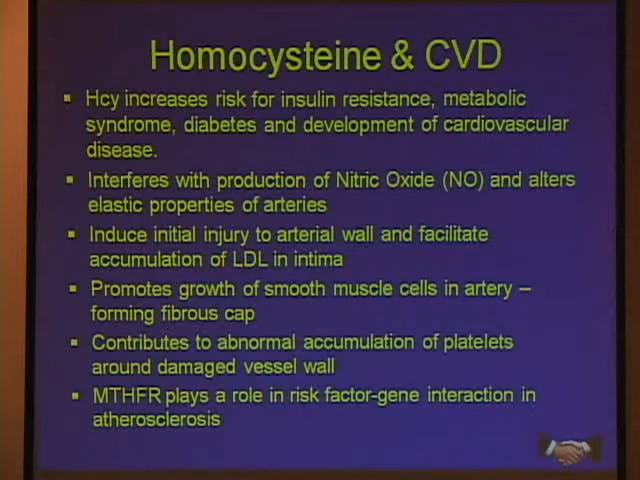 Homocysteine & CVD
▪ Hcy increases risk for insulin resistance, metabolic
syndrome, diabetes and development of cardiovascular
disease.
▪ Interferes with production of Nitric Oxide (NO) and alters
elastic properties of arteries
▪ Induce initial injury to arterial wall and facilitate
accumulation of LDL in intima
▪ Promotes growth of smooth muscle cells in artery –
forming fibrous cap
▪ Contributes to abnormal accumulation of platelets
around damaged vessel wall
▪ MTHFR plays a role in risk factor-gene interaction in
atherosclerosis